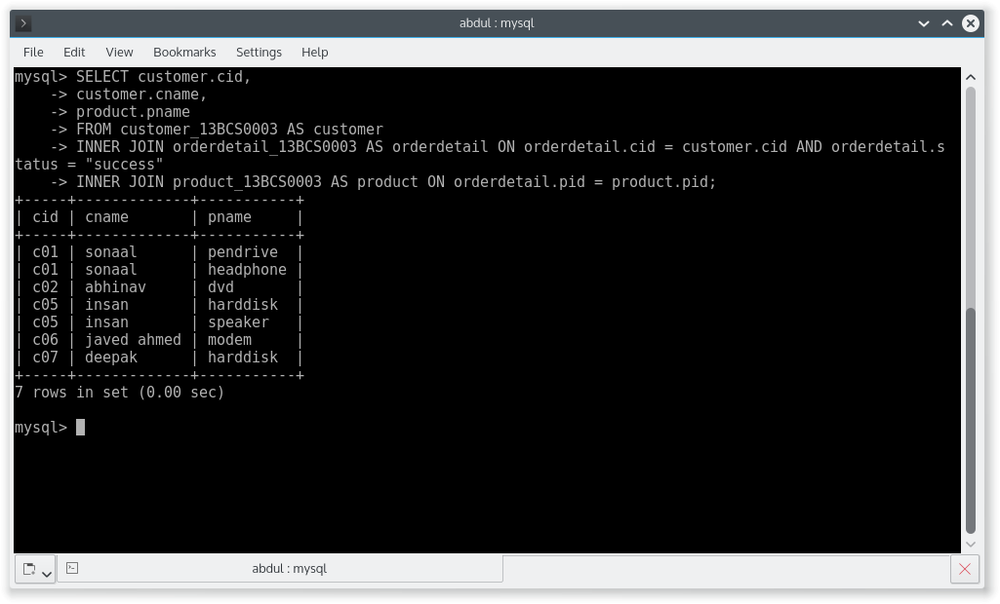 abdul : mysql
File Edit View Bookmarks Settings Help
mysql> SELECT customer.cid,
    -> customer.cname,
    -> product.pname
    -> FROM customer_13BCS0003 AS customer
    -> INNER JOIN orderdetail_13BCS0003 AS orderdetail ON orderdetail.cid = customer.cid AND orderdetail.s
tatus = "success"
    -> INNER JOIN product_13BCS0003 AS product ON orderdetail.pid = product.pid;
+-----+-------------+-----------+
| cid | cname       | pname     |
+-----+-------------+-----------+
| c01 | sonaal      | pendrive  |
| c01 | sonaal      | headphone |
| c02 | abhinav     | dvd       |
| c05 | insan       | harddisk  |
| c05 | insan       | speaker   |
| c06 | javed ahmed | modem     |
| c07 | deepak      | harddisk  |
+-----+-------------+-----------+
7 rows in set (0.00 sec)
mysql>
abdul : mysql